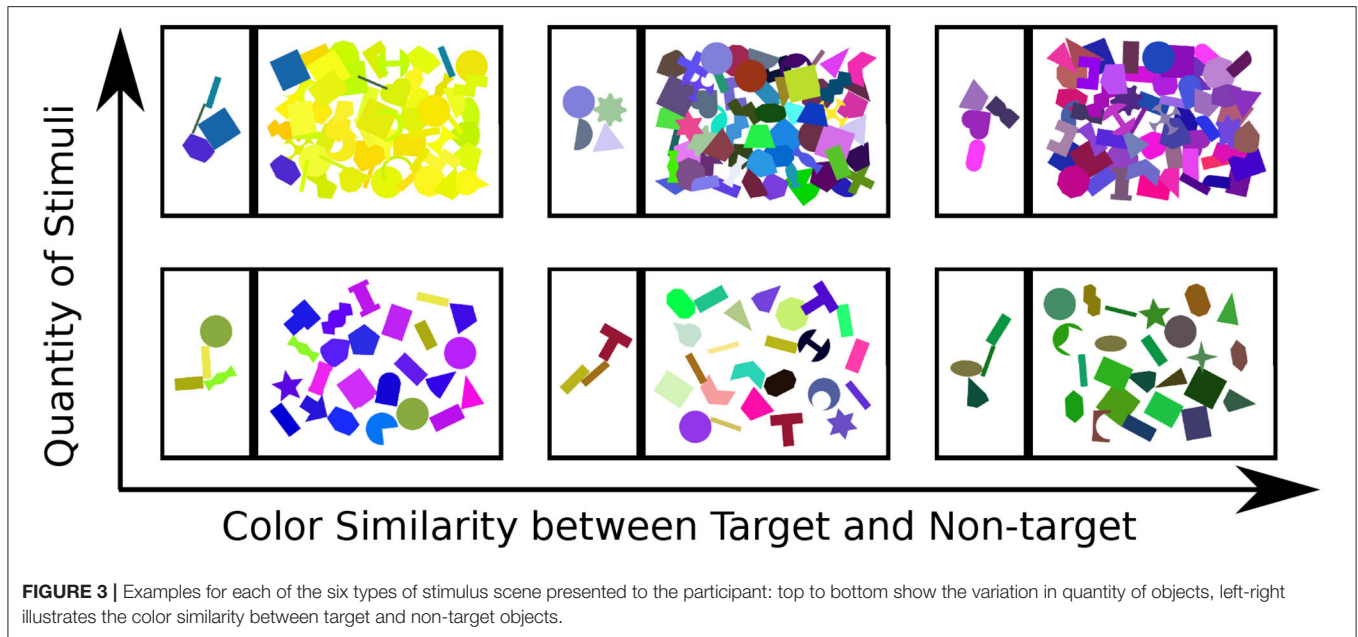 Quantity of Stimuli
Color Similarity between Target and Non-target
FIGURE 3 | Examples for each of the six types of stimulus scene presented to the participant: top to bottom show the variation in quantity of objects, left-right
illustrates the color similarity between target and non-target objects.